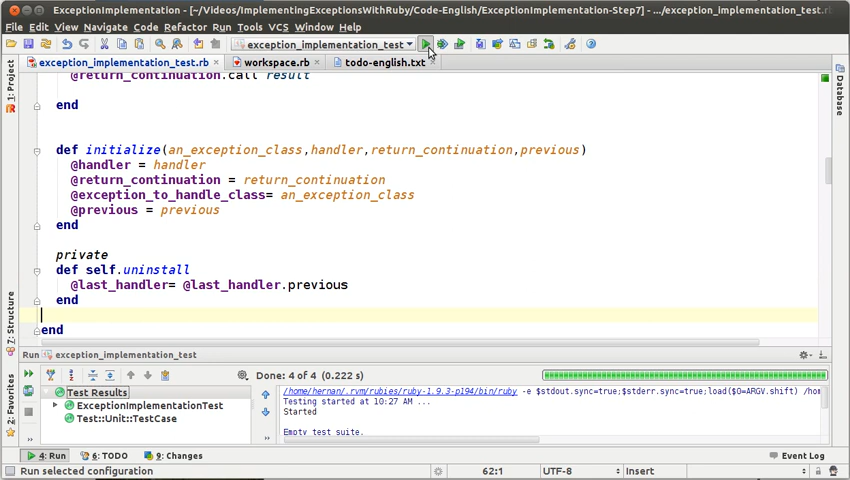 ExceptionImplementation - [~/Videos/ImplementingExceptionsWithRuby/Code-English/ExceptionImplementation-Step7] - .../exception_implementation_test.rb
File Edit View Navigate Code Refactor Run Tools VCS Window Help
exception_implementation_test
exception_implementation_test.rb workspace.rb todo-english.txt
@return_continuation.call result
end
def initialize(an_exception_class,handler,return_continuation,previous)
@handler = handler
@return_continuation = return_continuation
@exception_to_handle_class= an_exception_class
@previous = previous
end
private
def self.uninstall
@last_handler= @last_handler.previous
end
end
1: Project
7: Structure
2: Favorites
Database
Run exception_implementation_test
Done: 4 of 4 (0.222 s)
Test Results
ExceptionImplementationTest
Test::Unit::TestCase
/home/hernan/.rvm/rubies/ruby-1.9.3-p194/bin/ruby -e $stdout.sync=true;$stderr.sync=true;load($0=ARGV.shift) /hom
Testing started at 10:27 AM ...
Started
Empty test suite.
4: Run 6: TODO 9: Changes Event Log
Run selected configuration 62:1 UTF-8 Insert